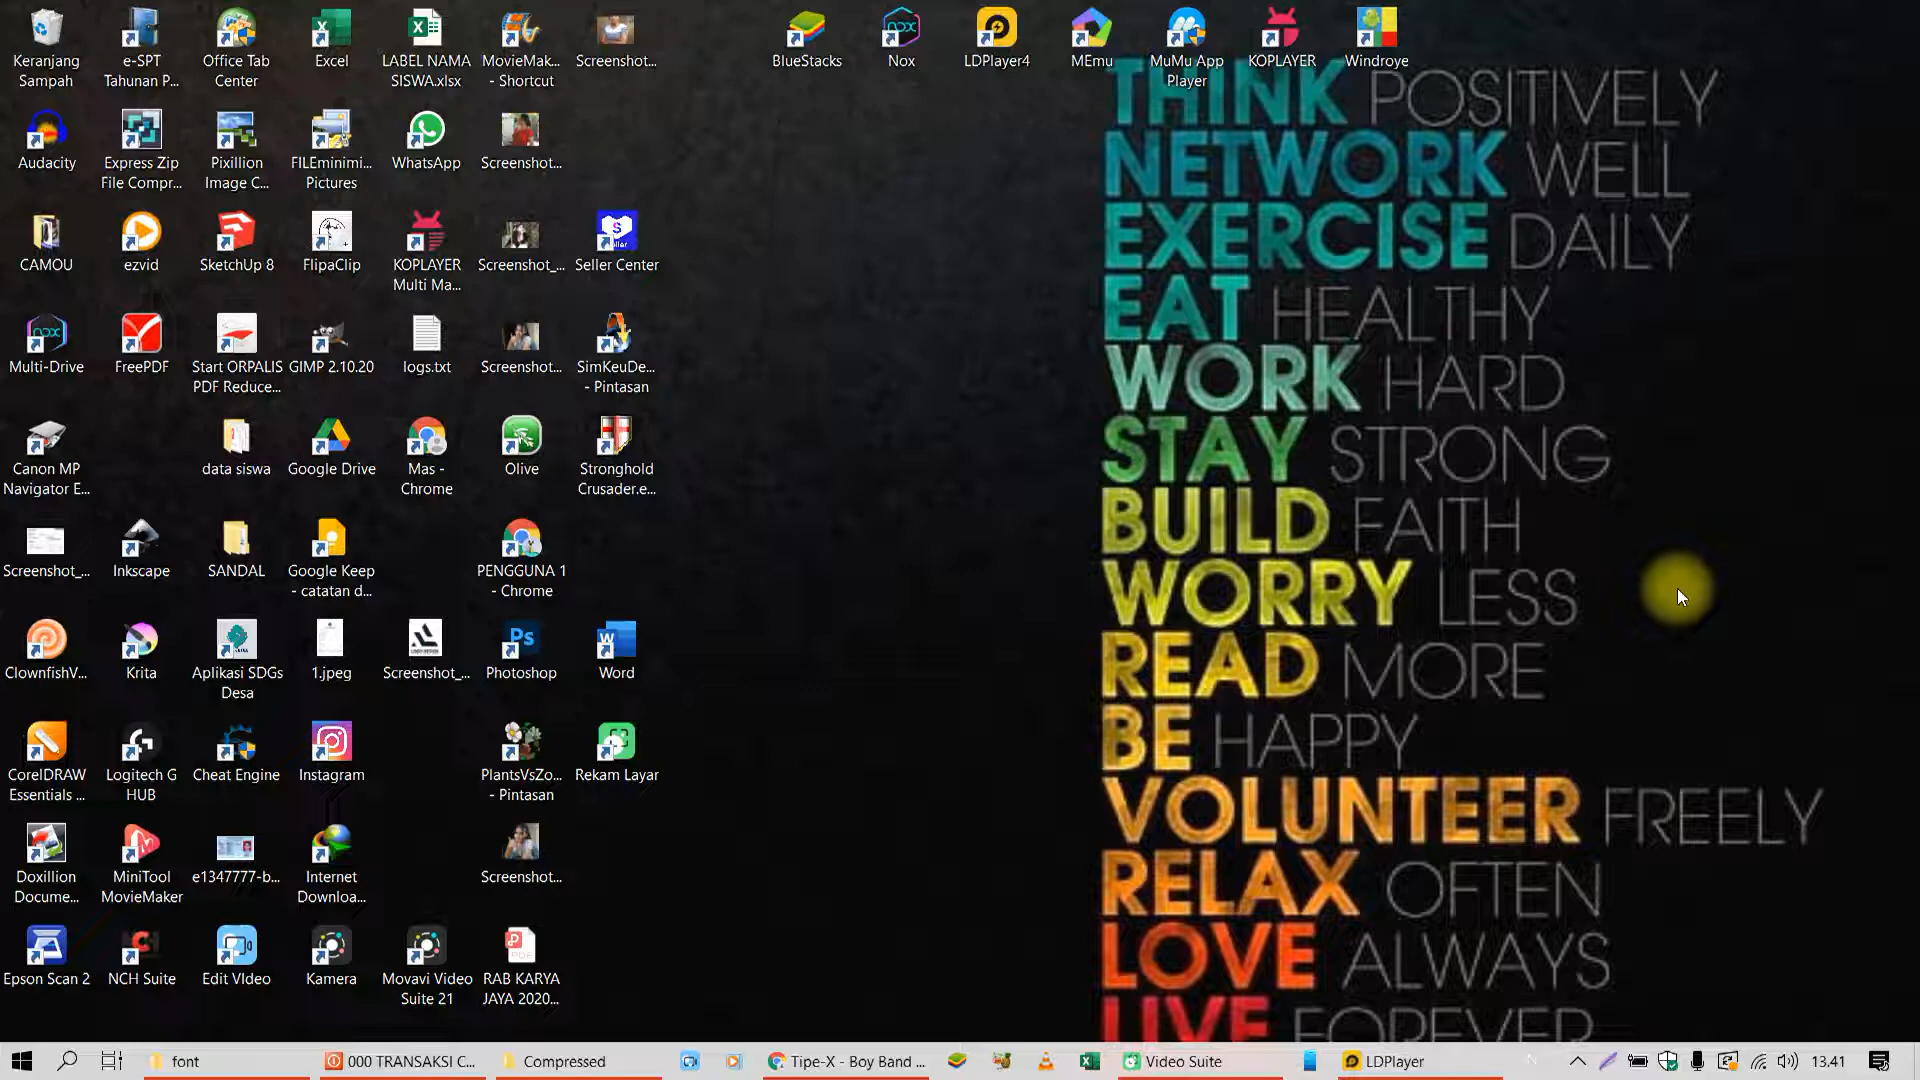 Keranjang Sampah
e-SPT Tahunan P...
Office Tab Center
Excel
LABEL NAMA SISWA.xlsx
MovieMak... - Shortcut
Screenshot...
BlueStacks
Nox
LDPlayer4
MEmu
MuMu App Player
KOPLAYER
Windroye
Audacity
Express Zip File Compr...
Pixillion Image C...
FILEminimi... Pictures
WhatsApp
Screenshot...
CAMOU
ezvid
SketchUp 8
FlipaClip
KOPLAYER Multi Ma...
Screenshot_...
Seller Center
Multi-Drive
FreePDF
Start ORPALIS PDF Reduce...
GIMP 2.10.20
logs.txt
Screenshot...
SimKeuDe... - Pintasan
Canon MP Navigator E...
data siswa
Google Drive
Mas - Chrome
Olive
Stronghold Crusader.e...
Screenshot_...
Inkscape
SANDAL
Google Keep - catatan d...
PENGGUNA 1 - Chrome
ClownfishV...
Krita
Aplikasi SDGs Desa
1.jpeg
Screenshot_...
Photoshop
Word
CorelDRAW Essentials ...
Logitech G HUB
Cheat Engine
Instagram
PlantsVsZo... - Pintasan
Rekam Layar
Doxillion Docume...
MiniTool MovieMaker
e1347777-b...
Internet Downloa...
Screenshot...
Epson Scan 2
NCH Suite
Edit VIdeo
Kamera
Movavi Video Suite 21
RAB KARYA JAYA 2020...
THINK POSITIVELY
NETWORK WELL
EXERCISE DAILY
EAT HEALTHY
WORK HARD
STAY STRONG
BUILD FAITH
WORRY LESS
READ MORE
BE HAPPY
VOLUNTEER FREELY
RELAX OFTEN
LOVE ALWAYS
LIVE FOREVER
font
000 TRANSAKSI C...
Compressed
Tipe-X - Boy Band ...
Video Suite
LDPlayer
13.41